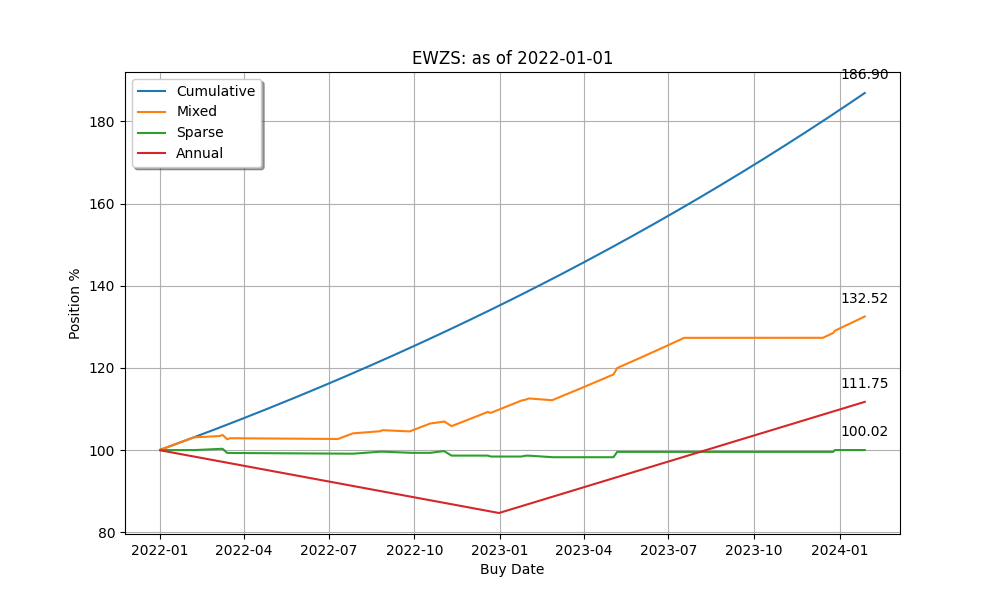 EWZS: as of 2022-01-01
186.90
Cumulative
Mixed
Sparse
Annual
180
160
140
120
100
80
132.52
111.75
100.02
Position %
2022-01
2022-04
2022-07
2022-10
2023-01
2023-04
2023-07
2023-10
2024-01
Buy Date